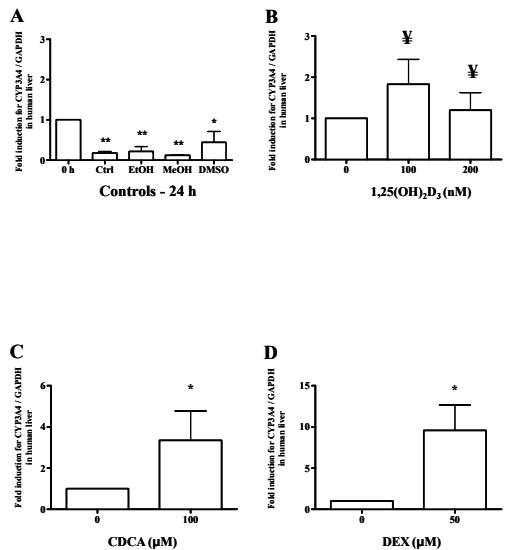 A
Fold induction for CYP3A4 / GAPDH
in human liver
3
2
1
0
**
**
**
*
0 h Ctrl EtOH MeOH DMSO
Controls - 24 h
B
Fold induction for CYP3A4 / GAPDH
in human liver
3
2
1
0
¥
¥
0 100 200
1,25(OH)₂D₃ (nM)
C
Fold induction for CYP3A4 / GAPDH
in human liver
6
4
2
0
*
0 100
CDCA (µM)
D
Fold induction for CYP3A4 / GAPDH
in human liver
15
10
5
0
*
0 50
DEX (µM)